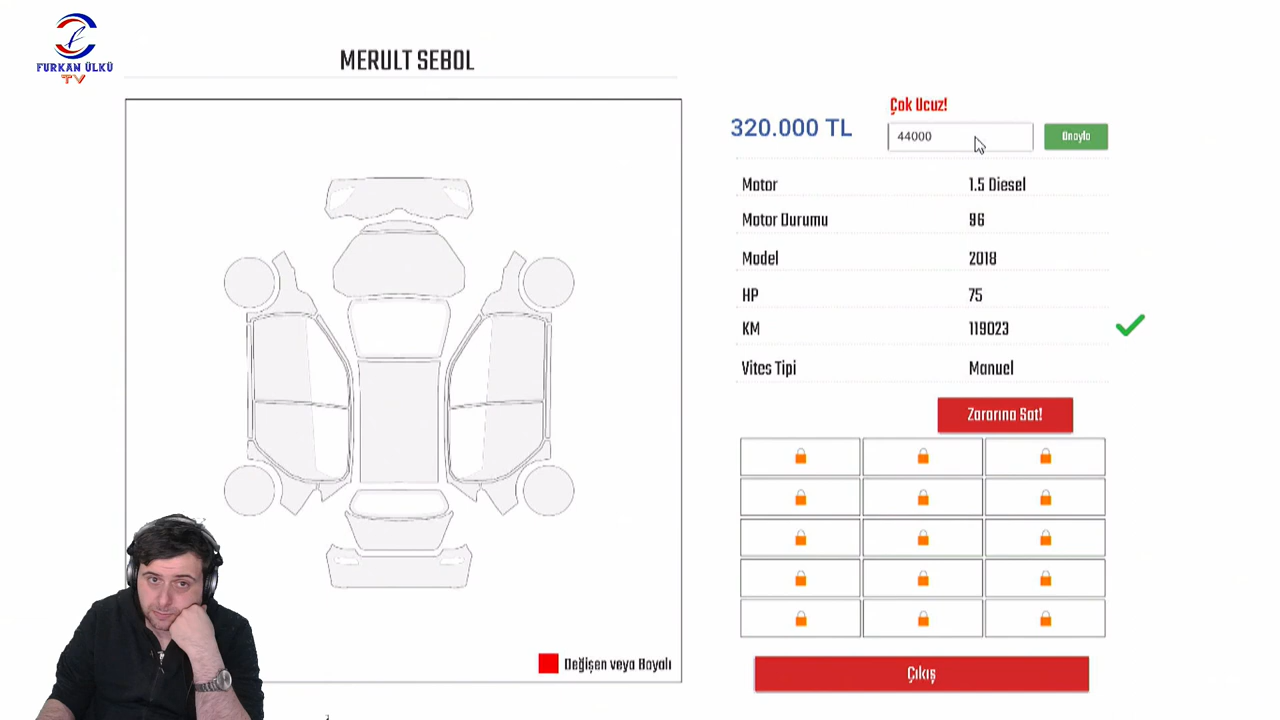 FURKAN ÜLKÜ
TV
MERULT SEBOL
320.000 TL
Çok Ucuz!
44000
Onayla
Motor 1.5 Diesel
Motor Durumu 96
Model 2018
HP 75
KM 119023
Vites Tipi Manuel
Zararına Sat!
Değişen veya Boyalı
Çıkış